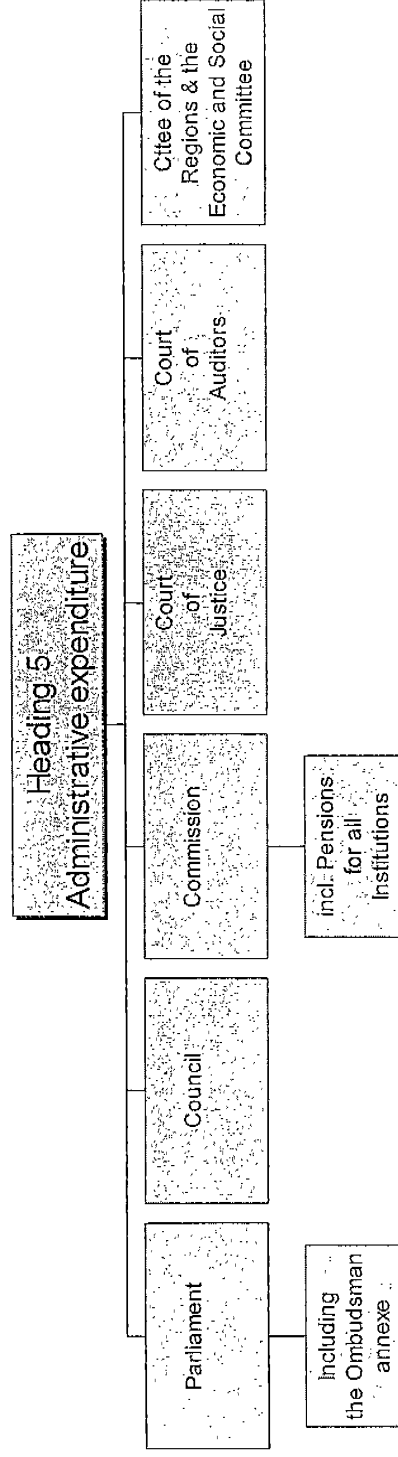 Heading 5
Administrative expenditure
Parliament
Council
Commission
Court
of
Justice
Court
of
Auditors
Cttee of the
Regions & the
Economic and Social
Committee
Including
the Ombudsman
annexe
incl. Pensions
for all
Institutions